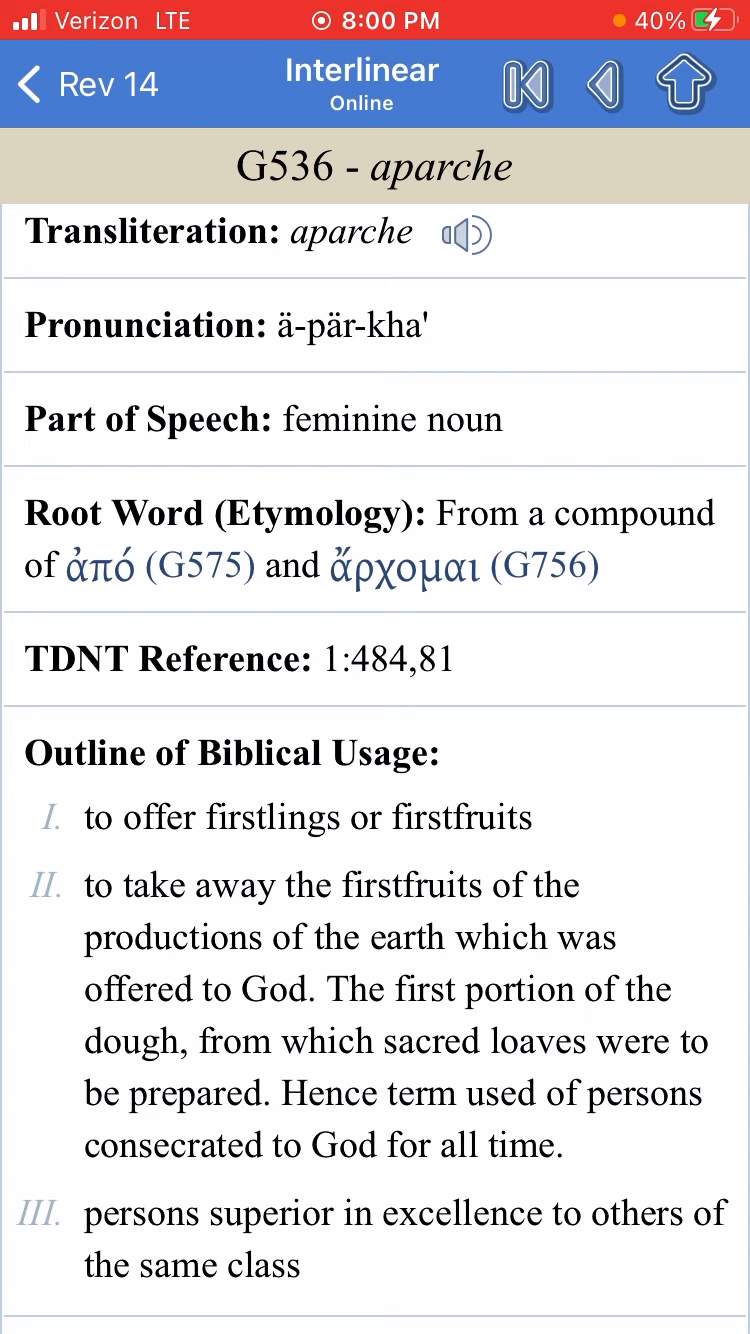 Verizon LTE 8:00 PM 40%
Rev 14 Interlinear
Online
G536 - aparche
Transliteration: aparche
Pronunciation: ä-pär-kha'
Part of Speech: feminine noun
Root Word (Etymology): From a compound
of ἀπό (G575) and ἄρχομαι (G756)
TDNT Reference: 1:484,81
Outline of Biblical Usage:
I. to offer firstlings or firstfruits
II. to take away the firstfruits of the
productions of the earth which was
offered to God. The first portion of the
dough, from which sacred loaves were to
be prepared. Hence term used of persons
consecrated to God for all time.
III. persons superior in excellence to others of
the same class